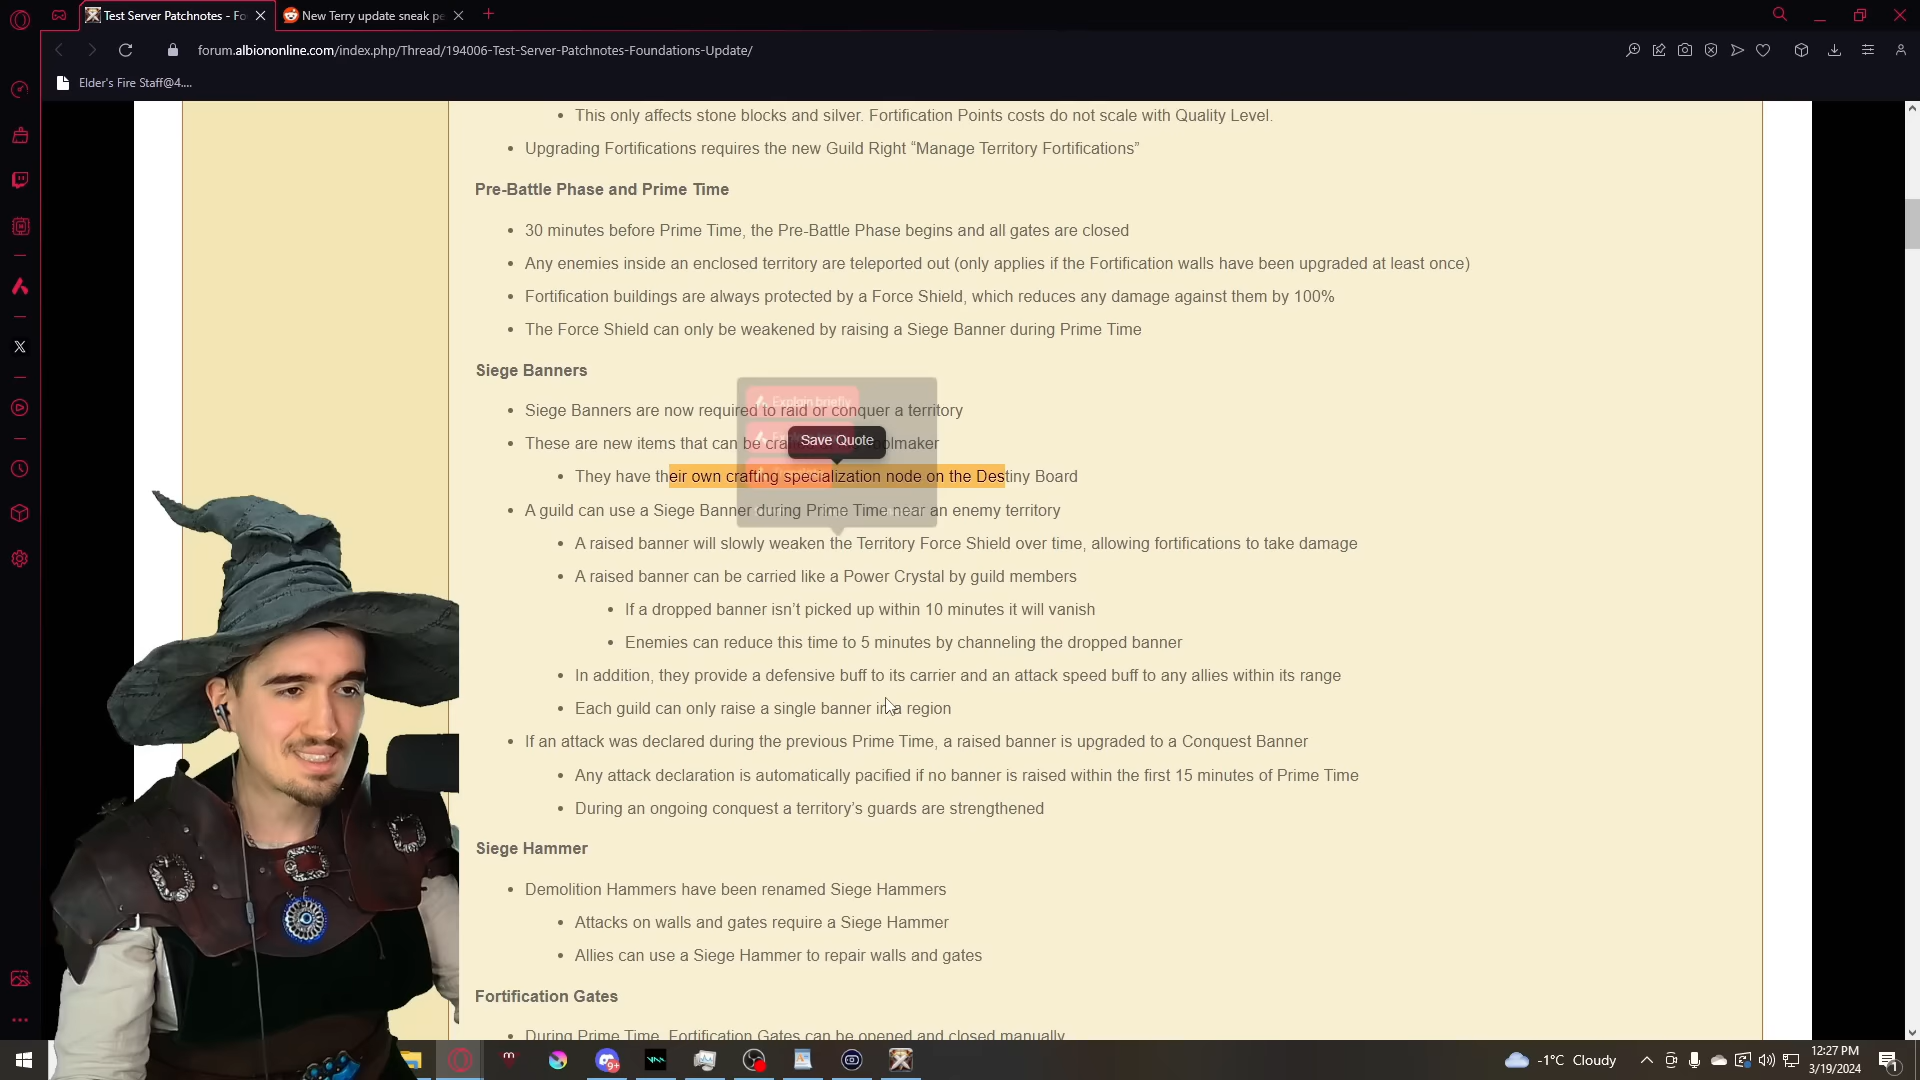 Test Server Patchnotes - Fo
New Terry update sneak pe
forum.albiononline.com/index.php/Thread/194006-Test-Server-Patchnotes-Foundations-Update/
Elder's Fire Staff@4....
This only affects stone blocks and silver. Fortification Points costs do not scale with Quality Level.
Upgrading Fortifications requires the new Guild Right “Manage Territory Fortifications”
Pre-Battle Phase and Prime Time
30 minutes before Prime Time, the Pre-Battle Phase begins and all gates are closed
Any enemies inside an enclosed territory are teleported out (only applies if the Fortification walls have been upgraded at least once)
Fortification buildings are always protected by a Force Shield, which reduces any damage against them by 100%
The Force Shield can only be weakened by raising a Siege Banner during Prime Time
Siege Banners
Explain briefly
Siege Banners are now required to raid or conquer a territory
Save Quote
These are new items that can be
They have their own crafting specialization node on the Destiny Board
A guild can use a Siege Banner during Prime Time near an enemy territory
A raised banner will slowly weaken the Territory Force Shield over time, allowing fortifications to take damage
A raised banner can be carried like a Power Crystal by guild members
If a dropped banner isn’t picked up within 10 minutes it will vanish
Enemies can reduce this time to 5 minutes by channeling the dropped banner
In addition, they provide a defensive buff to its carrier and an attack speed buff to any allies within its range
Each guild can only raise a single banner in a region
If an attack was declared during the previous Prime Time, a raised banner is upgraded to a Conquest Banner
Any attack declaration is automatically pacified if no banner is raised within the first 15 minutes of Prime Time
During an ongoing conquest a territory’s guards are strengthened
Siege Hammer
Demolition Hammers have been renamed Siege Hammers
Attacks on walls and gates require a Siege Hammer
Allies can use a Siege Hammer to repair walls and gates
Fortification Gates
During Prime Time, Fortification Gates can be opened and closed manually
-1°C Cloudy
12:27 PM
3/19/2024